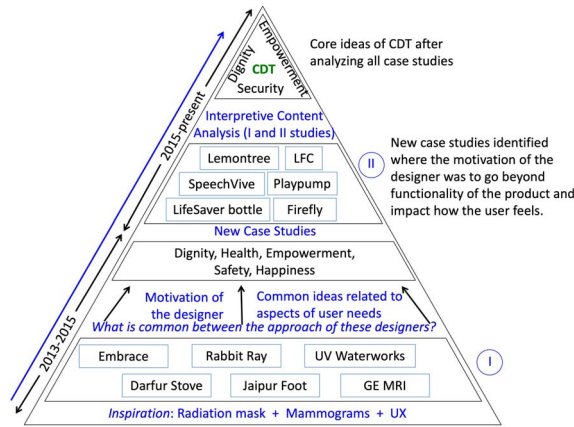 Dignity
Empowerment
CDT
Security
Core ideas of CDT after
analyzing all case studies
2015-present
Interpretive Content
Analysis (I and II studies)
Lemontree
LFC
SpeechVive
Playpump
LifeSaver bottle
Firefly
New Case Studies
II
New case studies identified
where the motivation of the
designer was to go beyond
functionality of the product and
impact how the user feels.
Dignity, Health, Empowerment,
Safety, Happiness
2013-2015
Motivation of
the designer
Common ideas related to
aspects of user needs
What is common between the approach of these designers?
Embrace
Rabbit Ray
UV Waterworks
Darfur Stove
Jaipur Foot
GE MRI
I
Inspiration: Radiation mask + Mammograms + UX